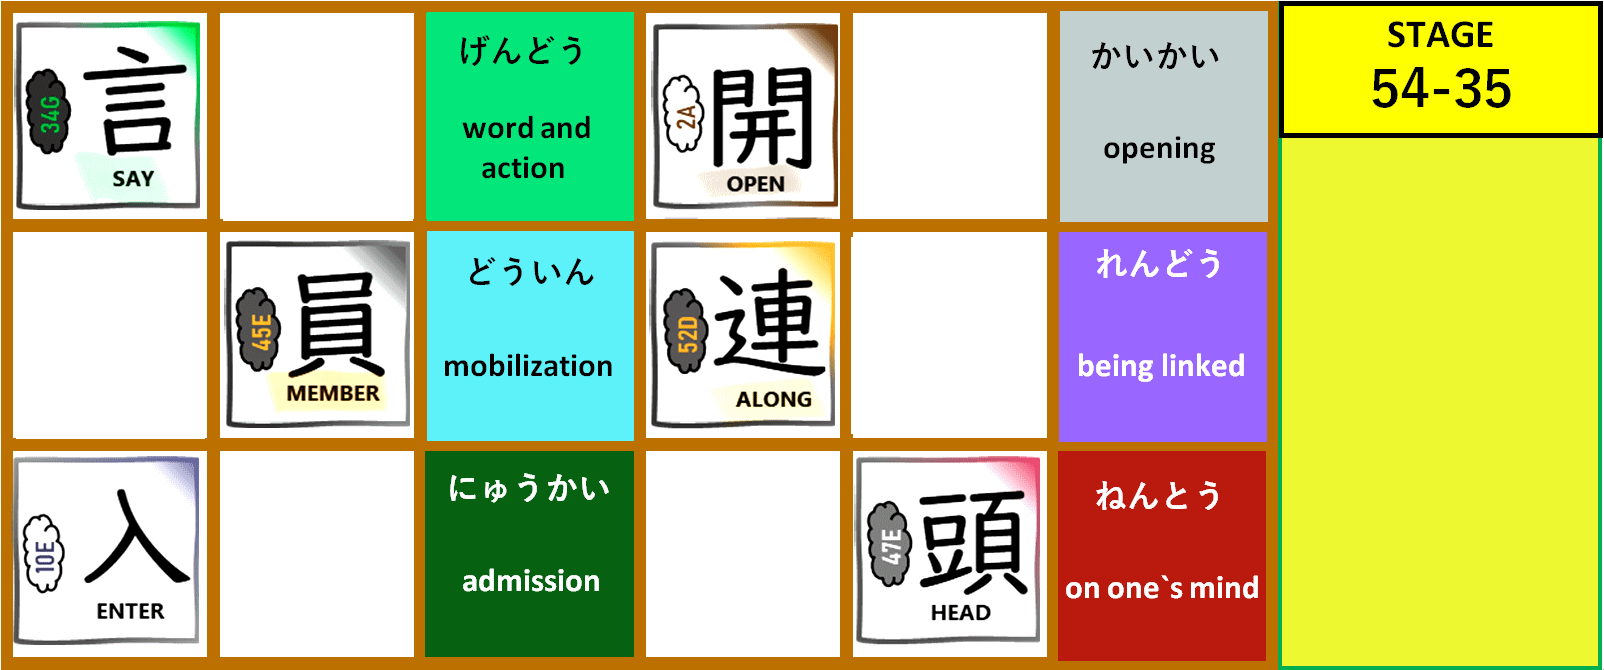 言
34G
SAY
げんどう
word and
action
開
2A
OPEN
かいかい
opening
STAGE
54-35
員
45E
MEMBER
どういん
mobilization
連
52D
ALONG
れんどう
being linked
入
10E
ENTER
にゅうかい
admission
頭
47E
HEAD
ねんとう
on one`s mind